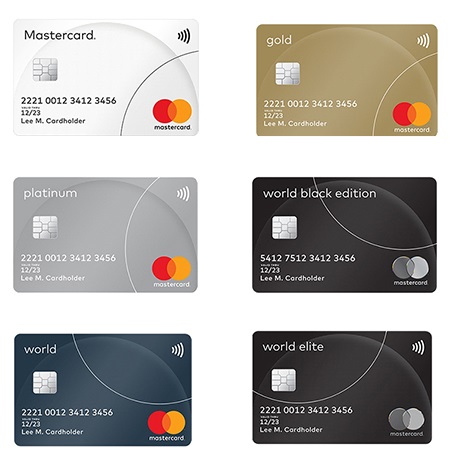 Mastercard.
2221 0012 3412 3456
VALID THRU
12/23
Lee M. Cardholder
mastercard.
gold
2221 0012 3412 3456
VALID THRU
12/23
Lee M. Cardholder
mastercard.
platinum
2221 0012 3412 3456
VALID THRU
12/23
Lee M. Cardholder
mastercard.
world black edition
5412 7512 3412 3456
VALID THRU
12/23
Lee M. Cardholder
mastercard.
world
2221 0012 3412 3456
VALID THRU
12/23
Lee M. Cardholder
mastercard.
world elite
2221 0012 3412 3456
VALID THRU
12/23
Lee M. Cardholder
mastercard.